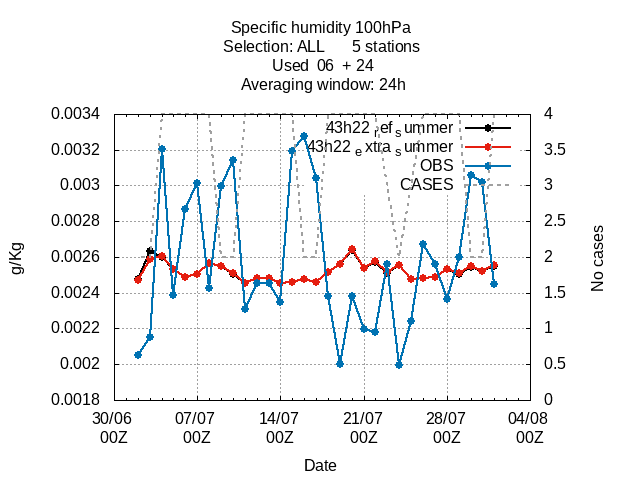 Specific humidity 100hPa
Selection: ALL 5 stations
Used 06 + 24
Averaging window: 24h
43h22 ref summer
43h22 extra summer
OBS
CASES
0.0034
0.0032
0.003
0.0028
0.0026
0.0024
0.0022
0.002
0.0018
g/Kg
4
3.5
3
2.5
2
1.5
1
0.5
0
No cases
30/06 07/07 14/07 21/07 28/07 04/08
00Z 00Z 00Z 00Z 00Z 00Z
Date